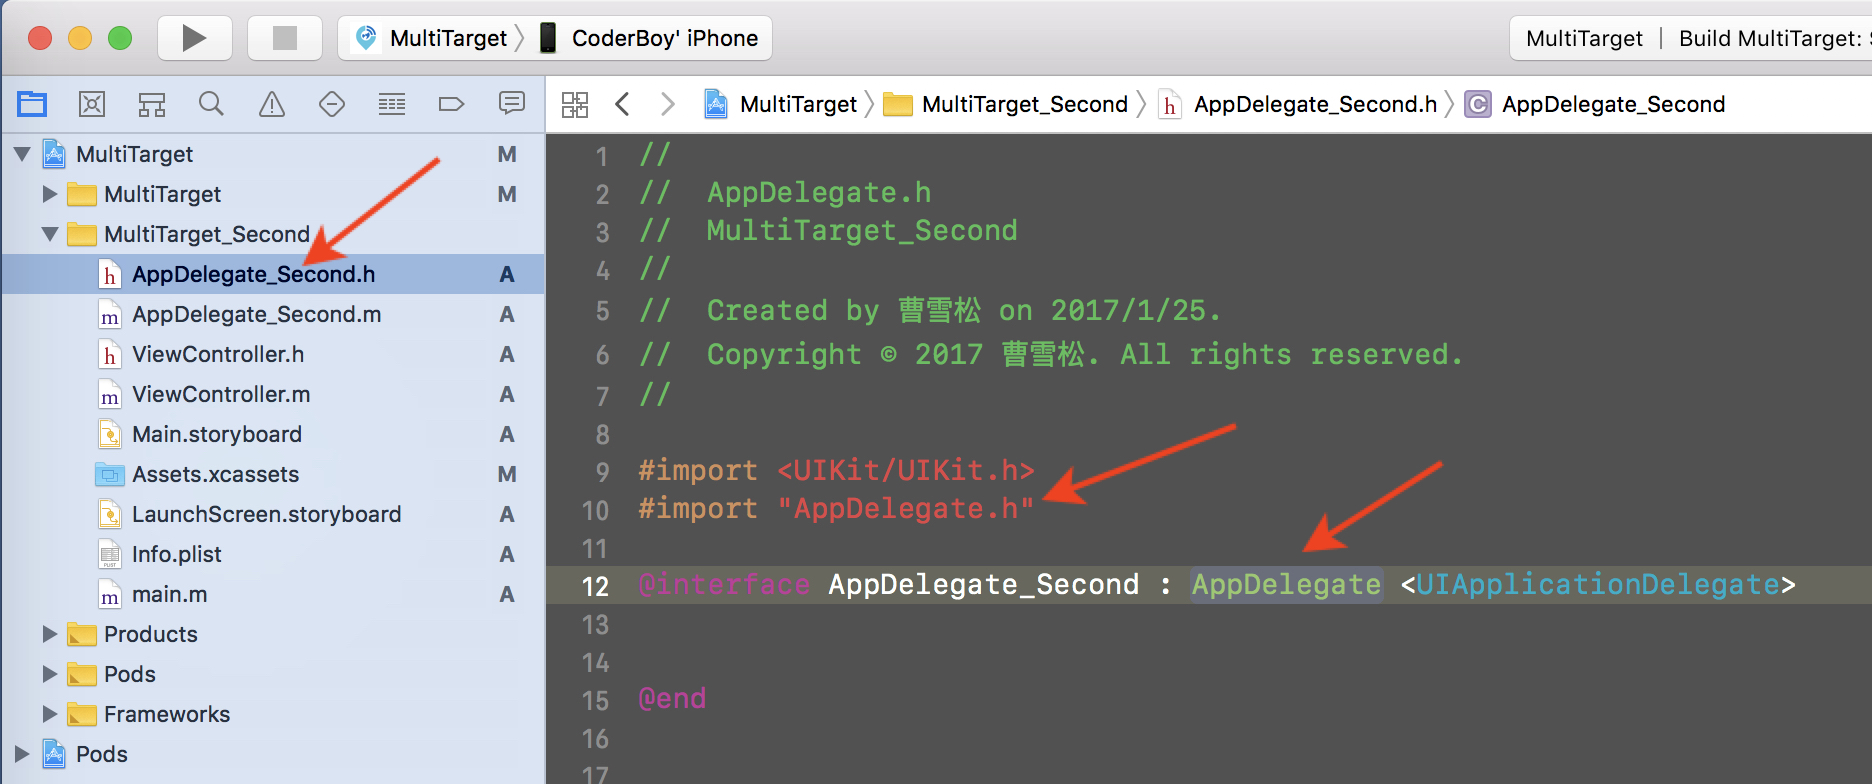 MultiTarget 〉 CoderBoy' iPhone
MultiTarget | Build MultiTarget:
MultiTarget 〉 MultiTarget_Second 〉 h AppDelegate_Second.h 〉 C AppDelegate_Second
MultiTarget M
MultiTarget M
MultiTarget_Second
h AppDelegate_Second.h A
m AppDelegate_Second.m A
h ViewController.h A
m ViewController.m A
Main.storyboard A
Assets.xcassets M
LaunchScreen.storyboard A
Info.plist A
m main.m A
Products
Pods
Frameworks
Pods
1 //
2 // AppDelegate.h
3 // MultiTarget_Second
4 //
5 // Created by 曹雪松 on 2017/1/25.
6 // Copyright © 2017 曹雪松. All rights reserved.
7 //
8
9 #import <UIKit/UIKit.h>
10 #import "AppDelegate.h"
11
12 @interface AppDelegate_Second : AppDelegate <UIApplicationDelegate>
13
14
15 @end
16
17